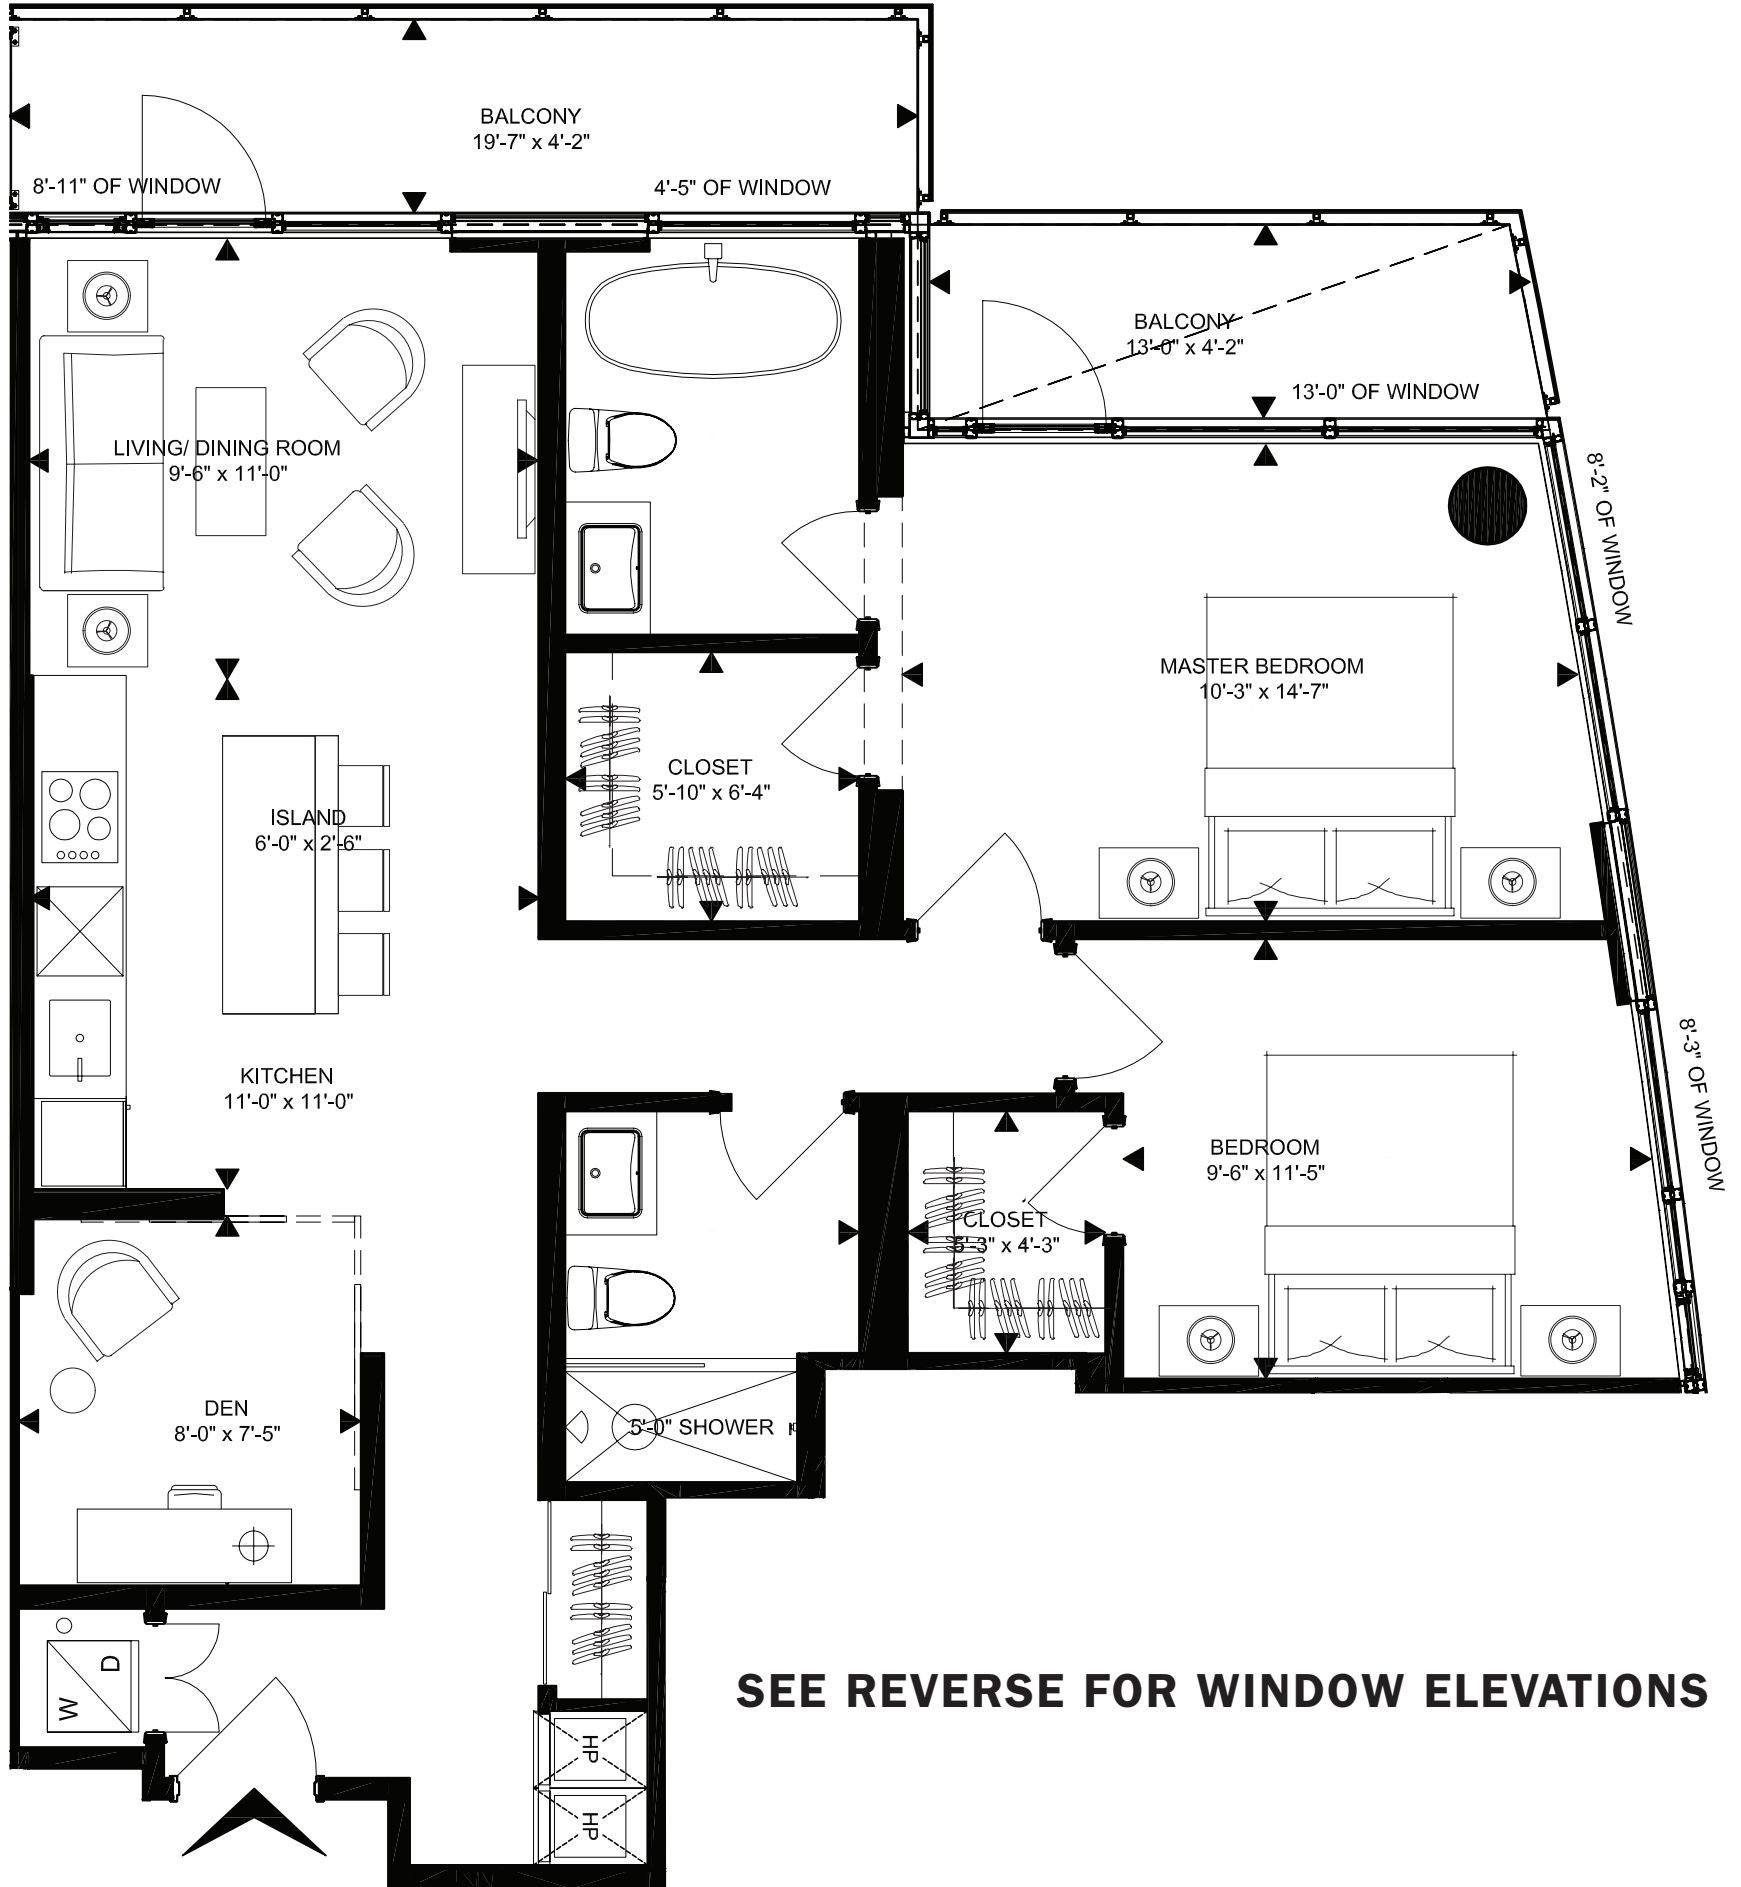 BALCONY
19'-7" x 4'-2"
8'-11" OF WINDOW
4'-5" OF WINDOW
BALCONY
13'-0" x 4'-2"
13'-0" OF WINDOW
LIVING/ DINING ROOM
9'-6" x 11'-0"
8'-2" OF WINDOW
MASTER BEDROOM
10'-3" x 14'-7"
CLOSET
5'-10" x 6'-4"
ISLAND
6'-0" x 2'-6"
KITCHEN
11'-0" x 11'-0"
8'-3" OF WINDOW
BEDROOM
9'-6" x 11'-5"
CLOSET
5'-3" x 4'-3"
DEN
8'-0" x 7'-5"
5'-0" SHOWER
D
W
SEE REVERSE FOR WINDOW ELEVATIONS
HP
HP